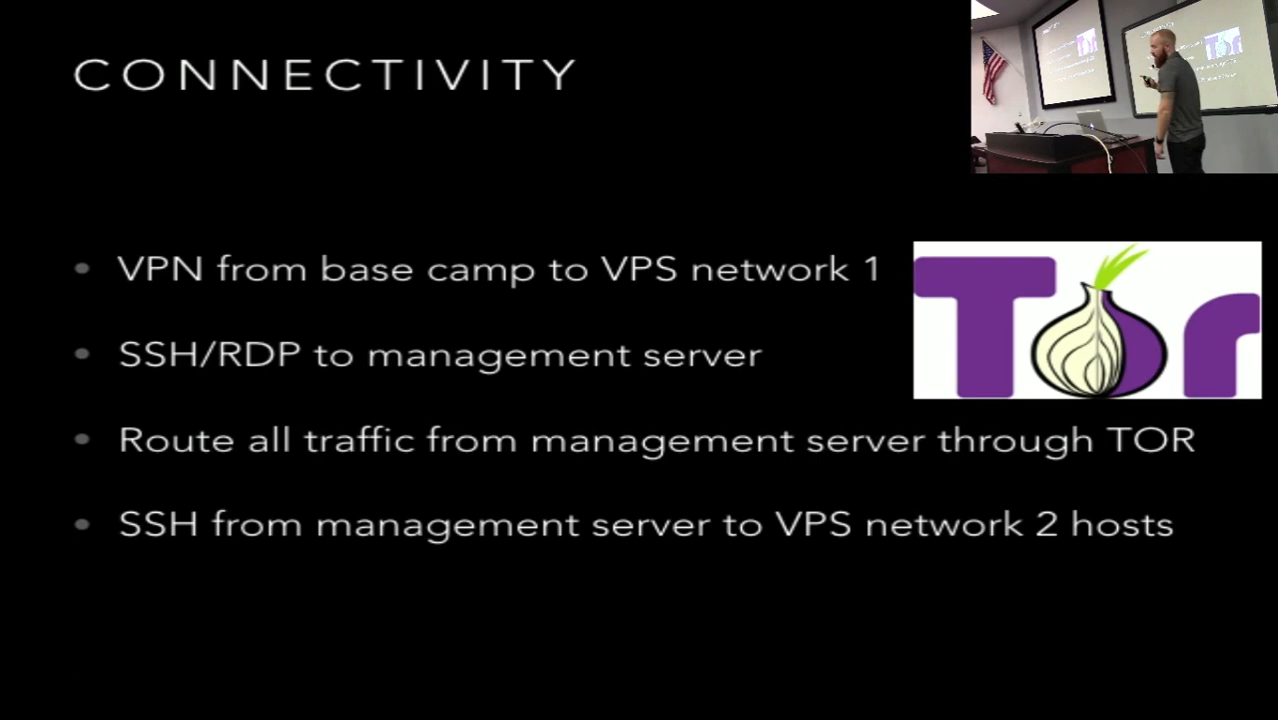 CONNECTIVITY
VPN from base camp to VPS network 1
SSH/RDP to management server
Route all traffic from management server through TOR
SSH from management server to VPS network 2 hosts
Tor